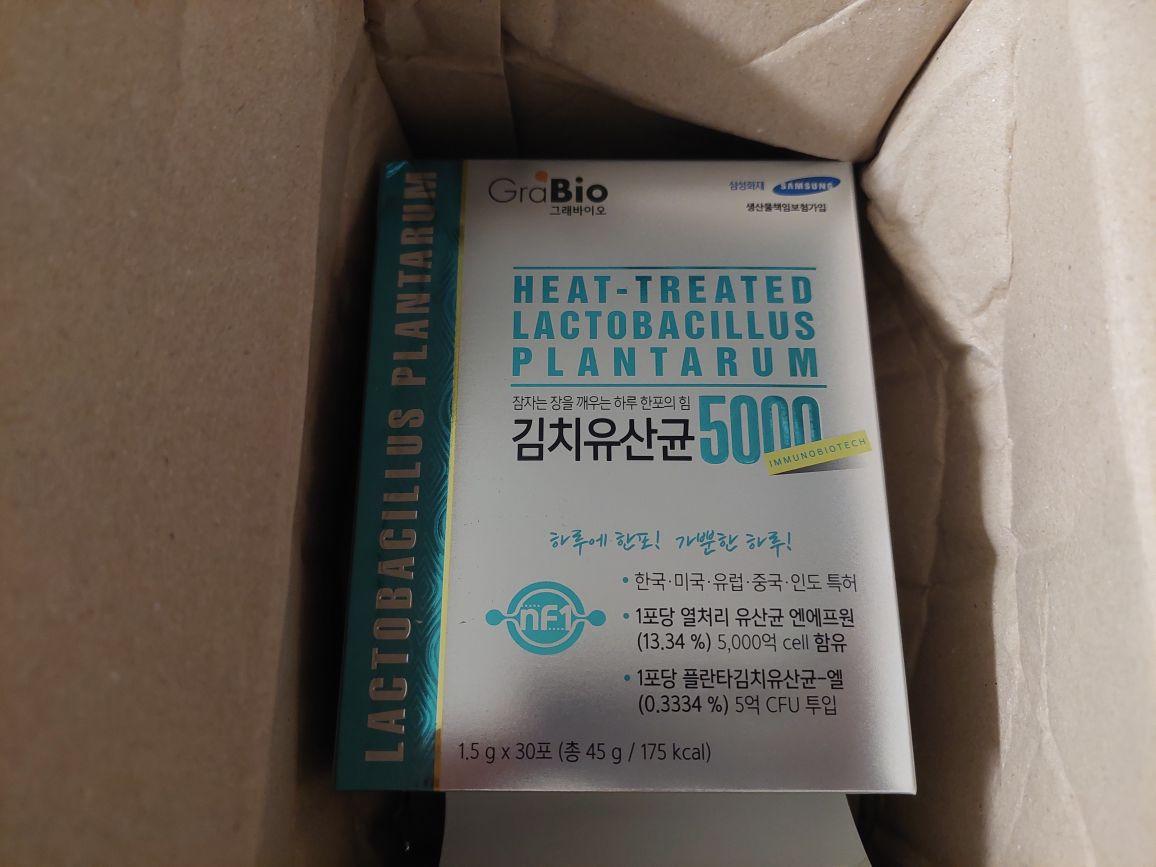 LACTOBACILLUS PLANTARUM
GraBio
그래바이오
삼성화재 SAMSUNG
생산물책임보험가입
HEAT-TREATED
LACTOBACILLUS
PLANTARUM
잠자는 장을 깨우는 하루 한포의 힘
김치유산균 5000
IMMUNOBIOTECH
하루에 한포! 가뿐한 하루!
nF1
• 한국·미국·유럽·중국·인도 특허
• 1포당 열처리 유산균 엔에프원
(13.34 %) 5,000억 cell 함유
• 1포당 플란타김치유산균-엘
(0.3334 %) 5억 CFU 투입
1.5 g x 30포 (총 45 g / 175 kcal)